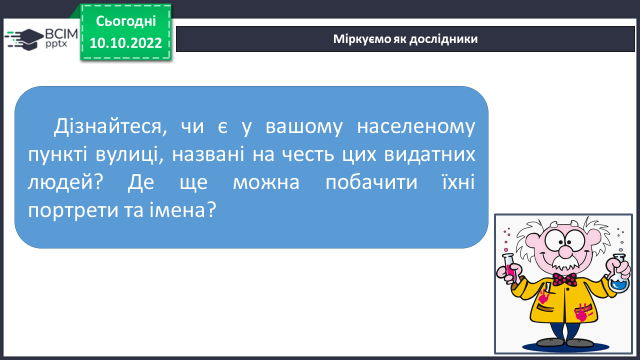 Сьогодні
10.10.2022
BCIM
pptx
Міркуємо як дослідники
Дізнайтеся, чи є у вашому населеному
пункті вулиці, названі на честь цих видатних
людей? Де ще можна побачити їхні
портрети та імена?